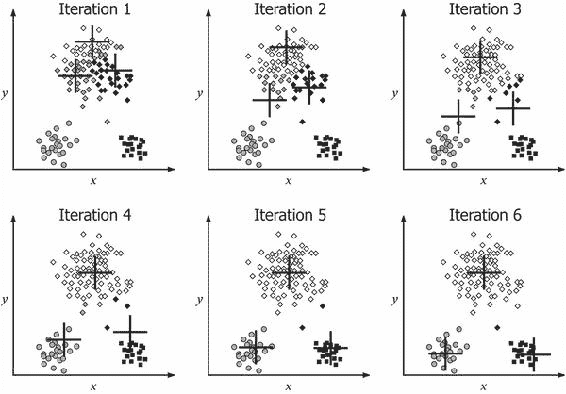 Iteration 1
Iteration 2
Iteration 3
y
y
y
x
x
x
Iteration 4
Iteration 5
Iteration 6
y
y
y
x
x
x